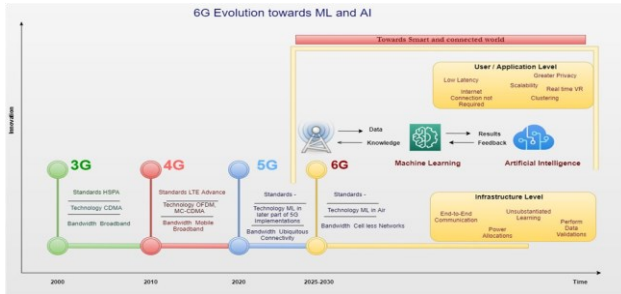 6G Evolution towards ML and AI
Towards Smart and connected world
User / Application Level
Low Latency
Greater Privacy
Scalability
Real time VR
Internet
Connection not
Required
Clustering
Innovation
Data
Knowledge
Results
Feedback
Machine Learning
Artificial Intelligence
3G
4G
5G
6G
Standards HSPA
Technology CDMA
Bandwidth Broadband
Standards LTE Advance
Technology OFDM,
MC-CDMA
Bandwidth Mobile
Broadband
Standards -
Technology ML in
later part of 5G
Implementations
Bandwidth Ubiquitous
Connectivity
Standards -
Technology ML in Air
Bandwidth Cell less Networks
Infrastructure Level
End-to-End
Communication
Unsubstantiated
Learning
Power
Allocations
Perform
Data
Validations
2000
2010
2020
2025-2030
Time